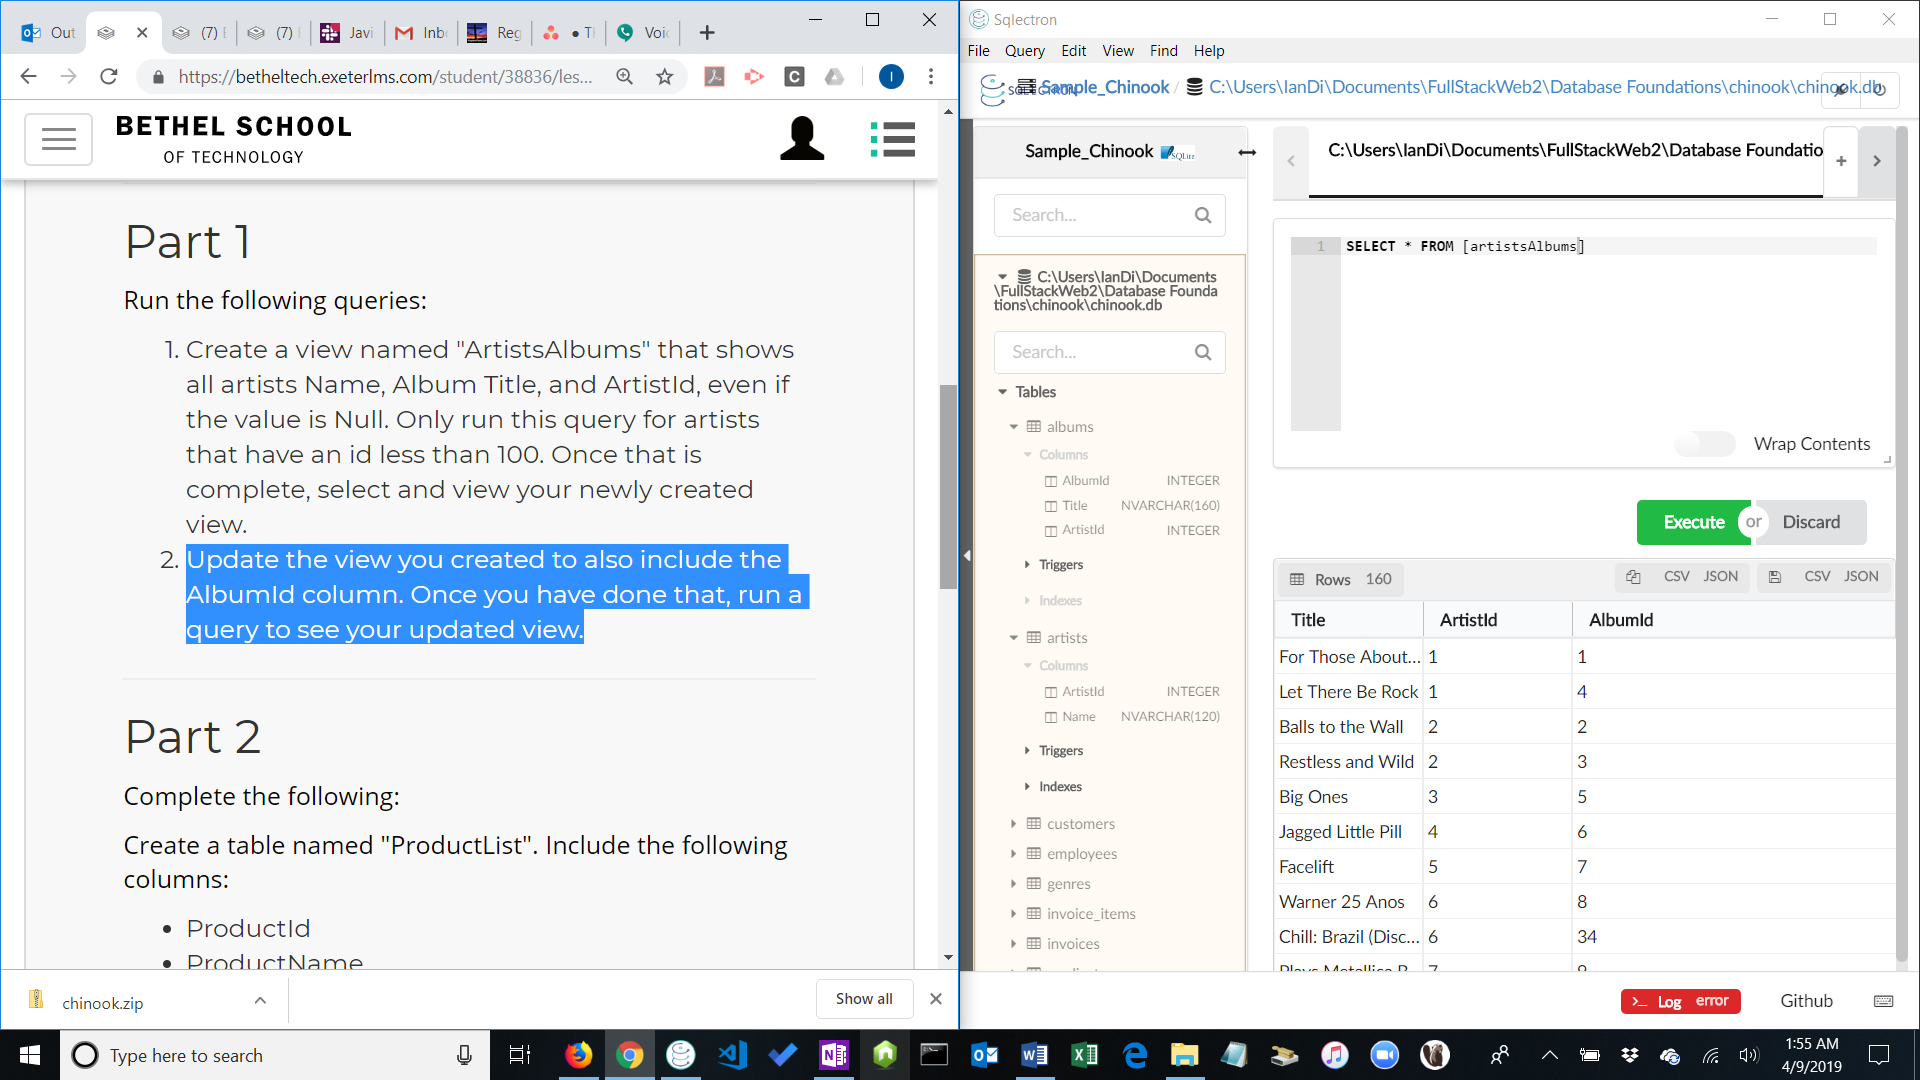 Out
(7)
(7)
Javi
Inb
Reg
Voi
https://betheltech.exeterlms.com/student/38836/les...
BETHEL SCHOOL
OF TECHNOLOGY
Part 1
Run the following queries:
1. Create a view named "ArtistsAlbums" that shows
all artists Name, Album Title, and ArtistId, even if
the value is Null. Only run this query for artists
that have an id less than 100. Once that is
complete, select and view your newly created
view.
2. Update the view you created to also include the
AlbumId column. Once you have done that, run a
query to see your updated view.
Part 2
Complete the following:
Create a table named "ProductList". Include the following
columns:
• ProductId
• ProductName
chinook.zip
Show all
Sqlectron
File Query Edit View Find Help
Sample_Chinook / C:\Users\IanDi\Documents\FullStackWeb2\Database Foundations\chinook\chinook.db
Sample_Chinook SQLite
Search...
C:\Users\IanDi\Documents
\FullStackWeb2\Database Founda
tions\chinook\chinook.db
Search...
Tables
albums
Columns
AlbumId INTEGER
Title NVARCHAR(160)
ArtistId INTEGER
Triggers
Indexes
artists
Columns
ArtistId INTEGER
Name NVARCHAR(120)
Triggers
Indexes
customers
employees
genres
invoice_items
invoices
C:\Users\IanDi\Documents\FullStackWeb2\Database Foundatio
1 SELECT * FROM [artistsAlbums]
Wrap Contents
Execute or Discard
Rows 160 CSV JSON CSV JSON
Title ArtistId AlbumId
For Those About... 1 1
Let There Be Rock 1 4
Balls to the Wall 2 2
Restless and Wild 2 3
Big Ones 3 5
Jagged Little Pill 4 6
Facelift 5 7
Warner 25 Anos 6 8
Chill: Brazil (Disc... 6 34
Plays Metallica B 7 9
Log error
Github
Type here to search
1:55 AM
4/9/2019